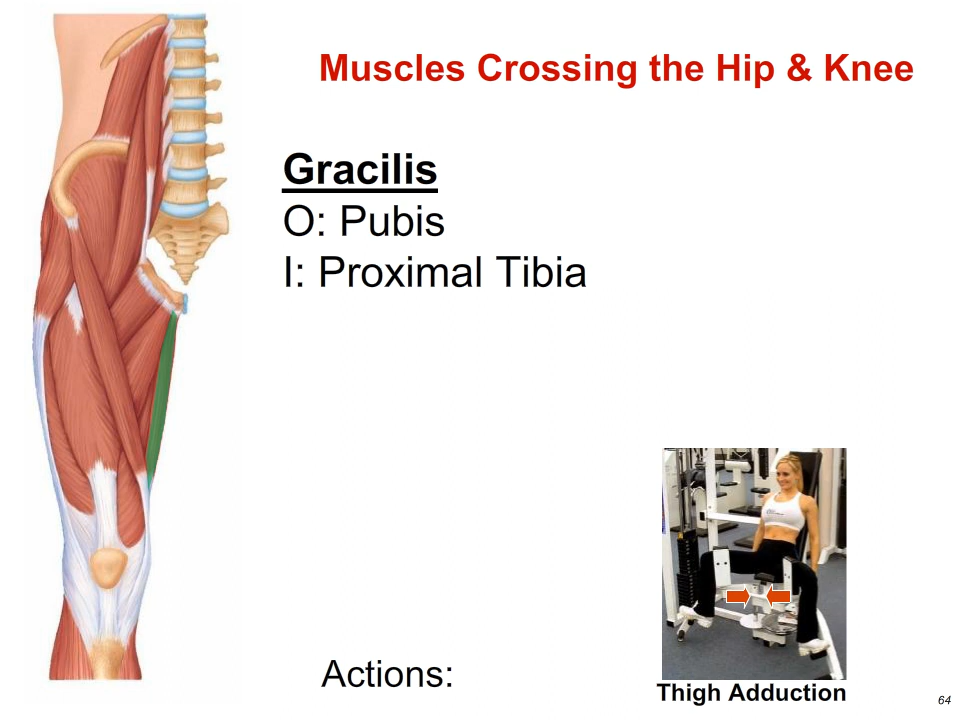 Muscles Crossing the Hip & Knee
Gracilis
O: Pubis
I: Proximal Tibia
Actions:
Thigh Adduction
64